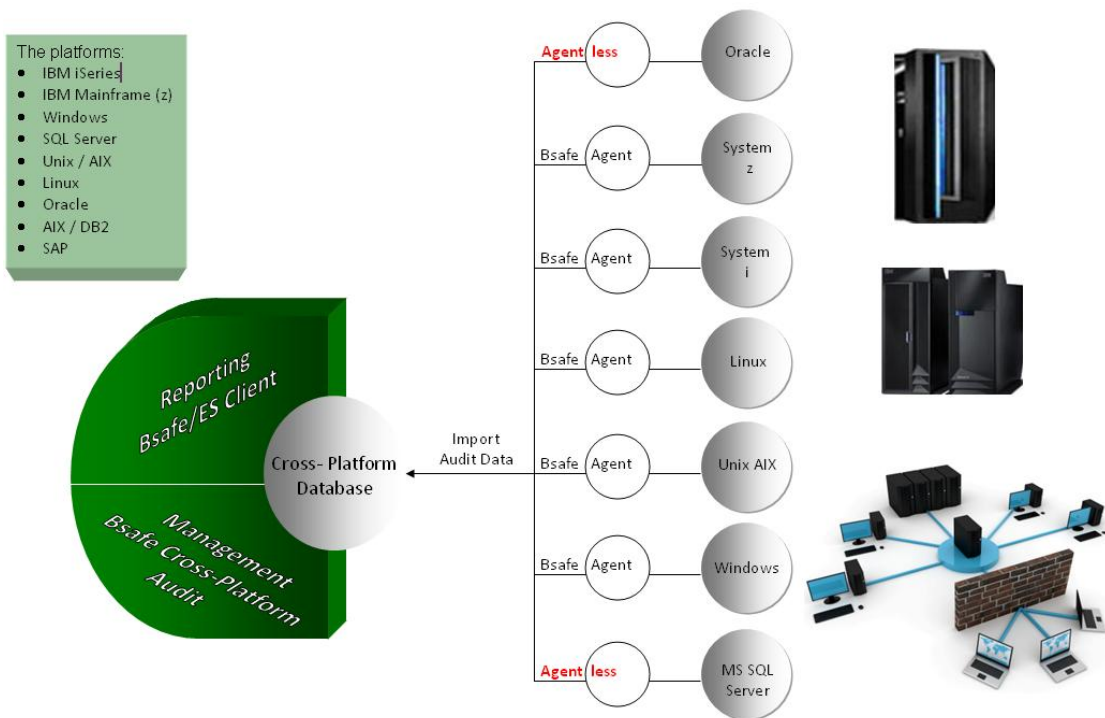 The platforms:
• IBM iSeries
• IBM Mainframe (z)
• Windows
• SQL Server
• Unix / AIX
• Linux
• Oracle
• AIX / DB2
• SAP
Reporting
Bsafe/ES Client
Management
Bsafe Cross-Platform
Audit
Cross- Platform
Database
Import
Audit Data
Agent less
Oracle
Bsafe Agent
System
z
Bsafe Agent
System
i
Bsafe Agent
Linux
Bsafe Agent
Unix AIX
Bsafe Agent
Windows
Agent less
MS SQL
Server